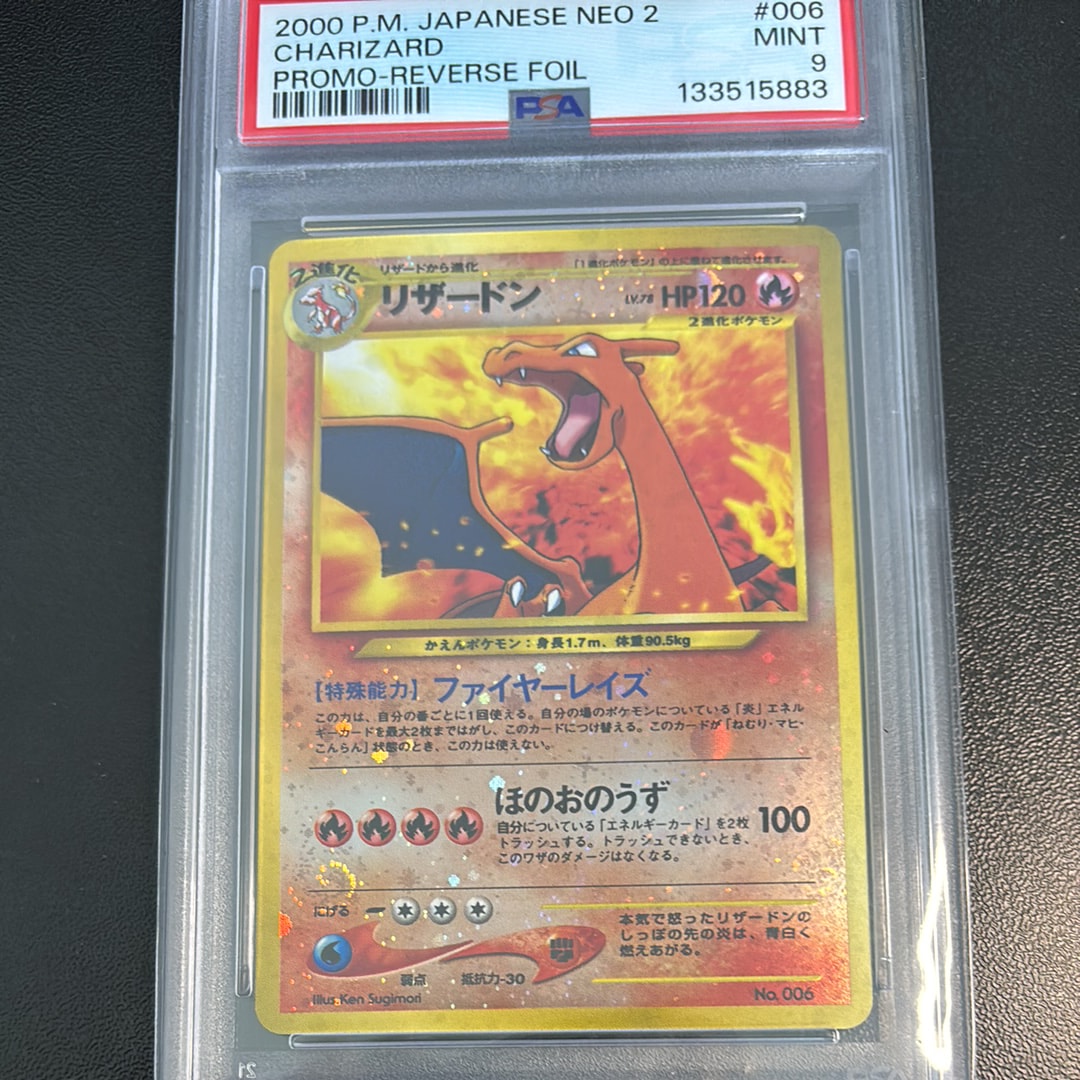 2000 P.M. JAPANESE NEO 2 #006
CHARIZARD MINT
PROMO-REVERSE FOIL 9
PSA 133515883
2進化 リザードから進化 「1進化ポケモン」の上に重ねて進化させます。
リザードン LV.78 HP120
2進化ポケモン
かえんポケモン：身長1.7m、体重90.5kg
【特殊能力】ファイヤーレイズ
この力は、自分の番ごとに1回使える。自分の場のポケモンについている「炎」エネル
ギーカードを最大2枚まではがし、このカードにつけ替える。このカードが「ねむり・マヒ・
こんらん」状態のとき、この力は使えない。
ほのおのうず 100
自分についている「エネルギーカード」を2枚
トラッシュする。トラッシュできないとき、
このワザのダメージはなくなる。
にげる
本気で怒ったリザードンの
しっぽの先の炎は、青白く
燃えあがる。
弱点 抵抗力-30
Illus.Ken Sugimori No. 006